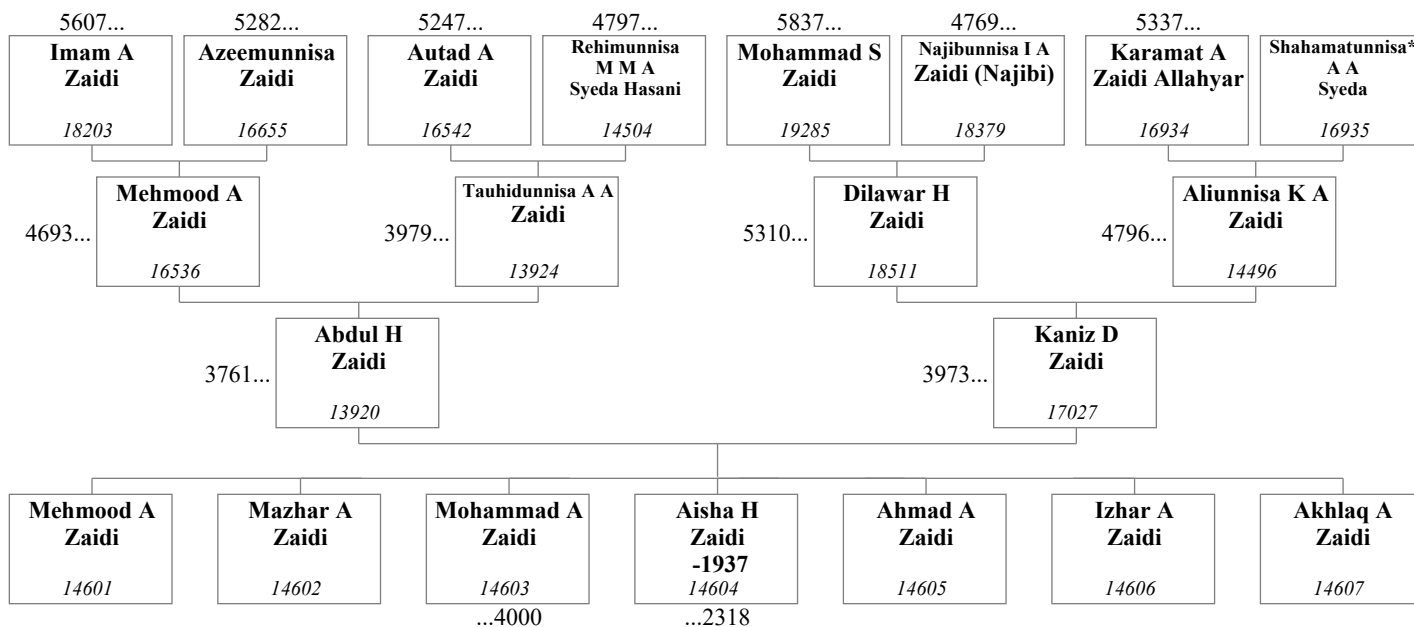 5607...
5282...
5247...
4797...
5837...
4769...
5337...
Imam A
Zaidi
18203
Azeemunnisa
Zaidi
16655
Autad A
Zaidi
16542
Rehimunnisa
M M A
Syeda Hasani
14504
Mohammad S
Zaidi
19285
Najibunnisa I A
Zaidi (Najibi)
18379
Karamat A
Zaidi Allahyar
16934
Shahamatunnisa*
A A
Syeda
16935
4693...
Mehmood A
Zaidi
16536
3979...
Tauhidunnisa A A
Zaidi
13924
5310...
Dilawar H
Zaidi
18511
4796...
Aliunnisa K A
Zaidi
14496
3761...
Abdul H
Zaidi
13920
3973...
Kaniz D
Zaidi
17027
Mehmood A
Zaidi
14601
Mazhar A
Zaidi
14602
Mohammad A
Zaidi
14603
...4000
Aisha H
Zaidi
-1937
14604
...2318
Ahmad A
Zaidi
14605
Izhar A
Zaidi
14606
Akhlaq A
Zaidi
14607